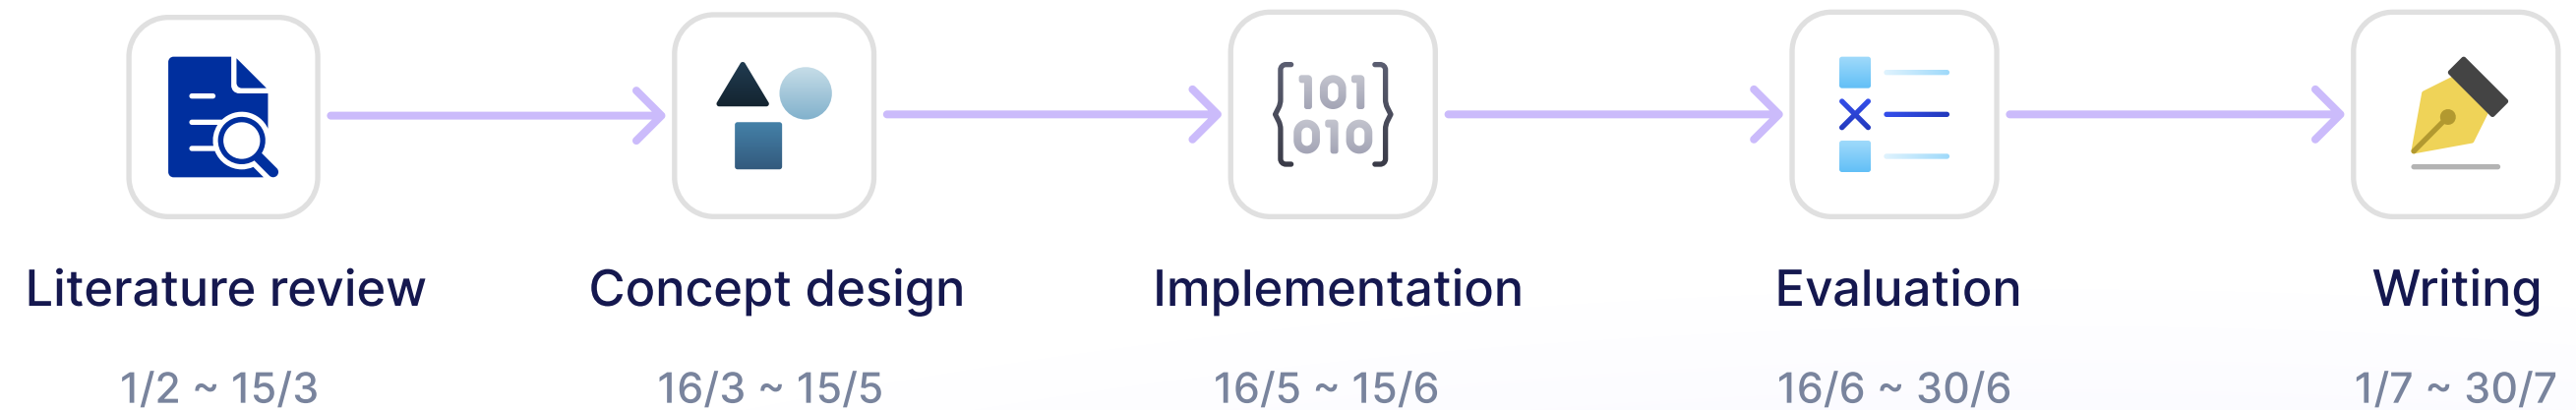 101
010
Literature review
Concept design
Implementation
Evaluation
Writing
1/2 ~ 15/3
16/3 ~ 15/5
16/5 ~ 15/6
16/6 ~ 30/6
1/7 ~ 30/7